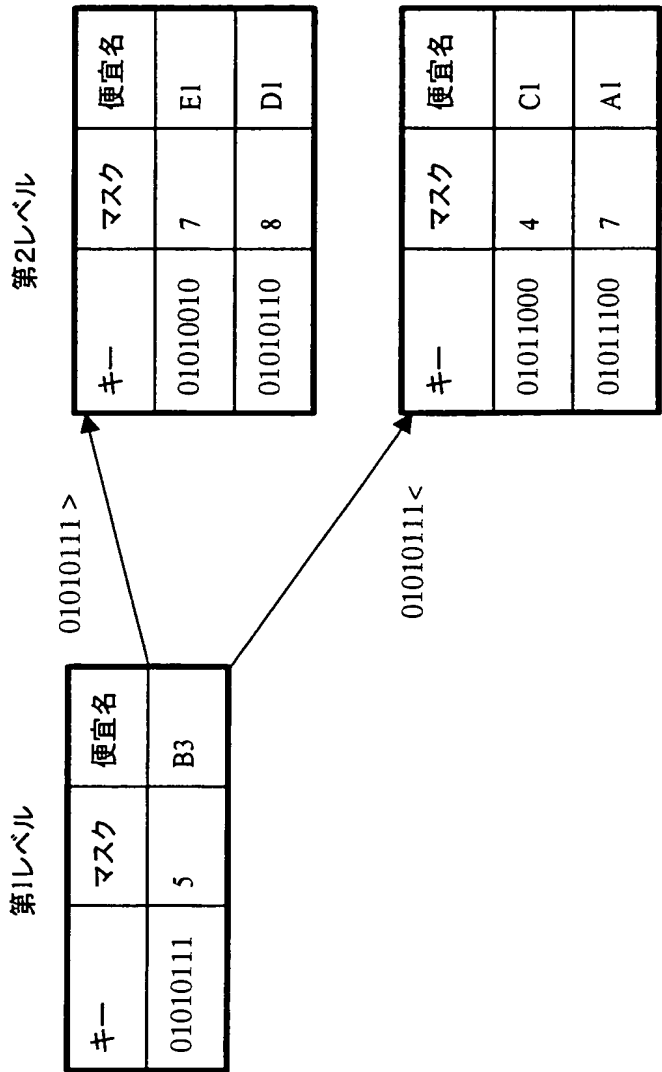 第1レベル
キー マスク 便宜名
01010111 5 B3
01010111 >
01010111 <
第2レベル
キー マスク 便宜名
01010010 7 E1
01010110 8 D1
キー マスク 便宜名
01011000 4 C1
01011100 7 A1